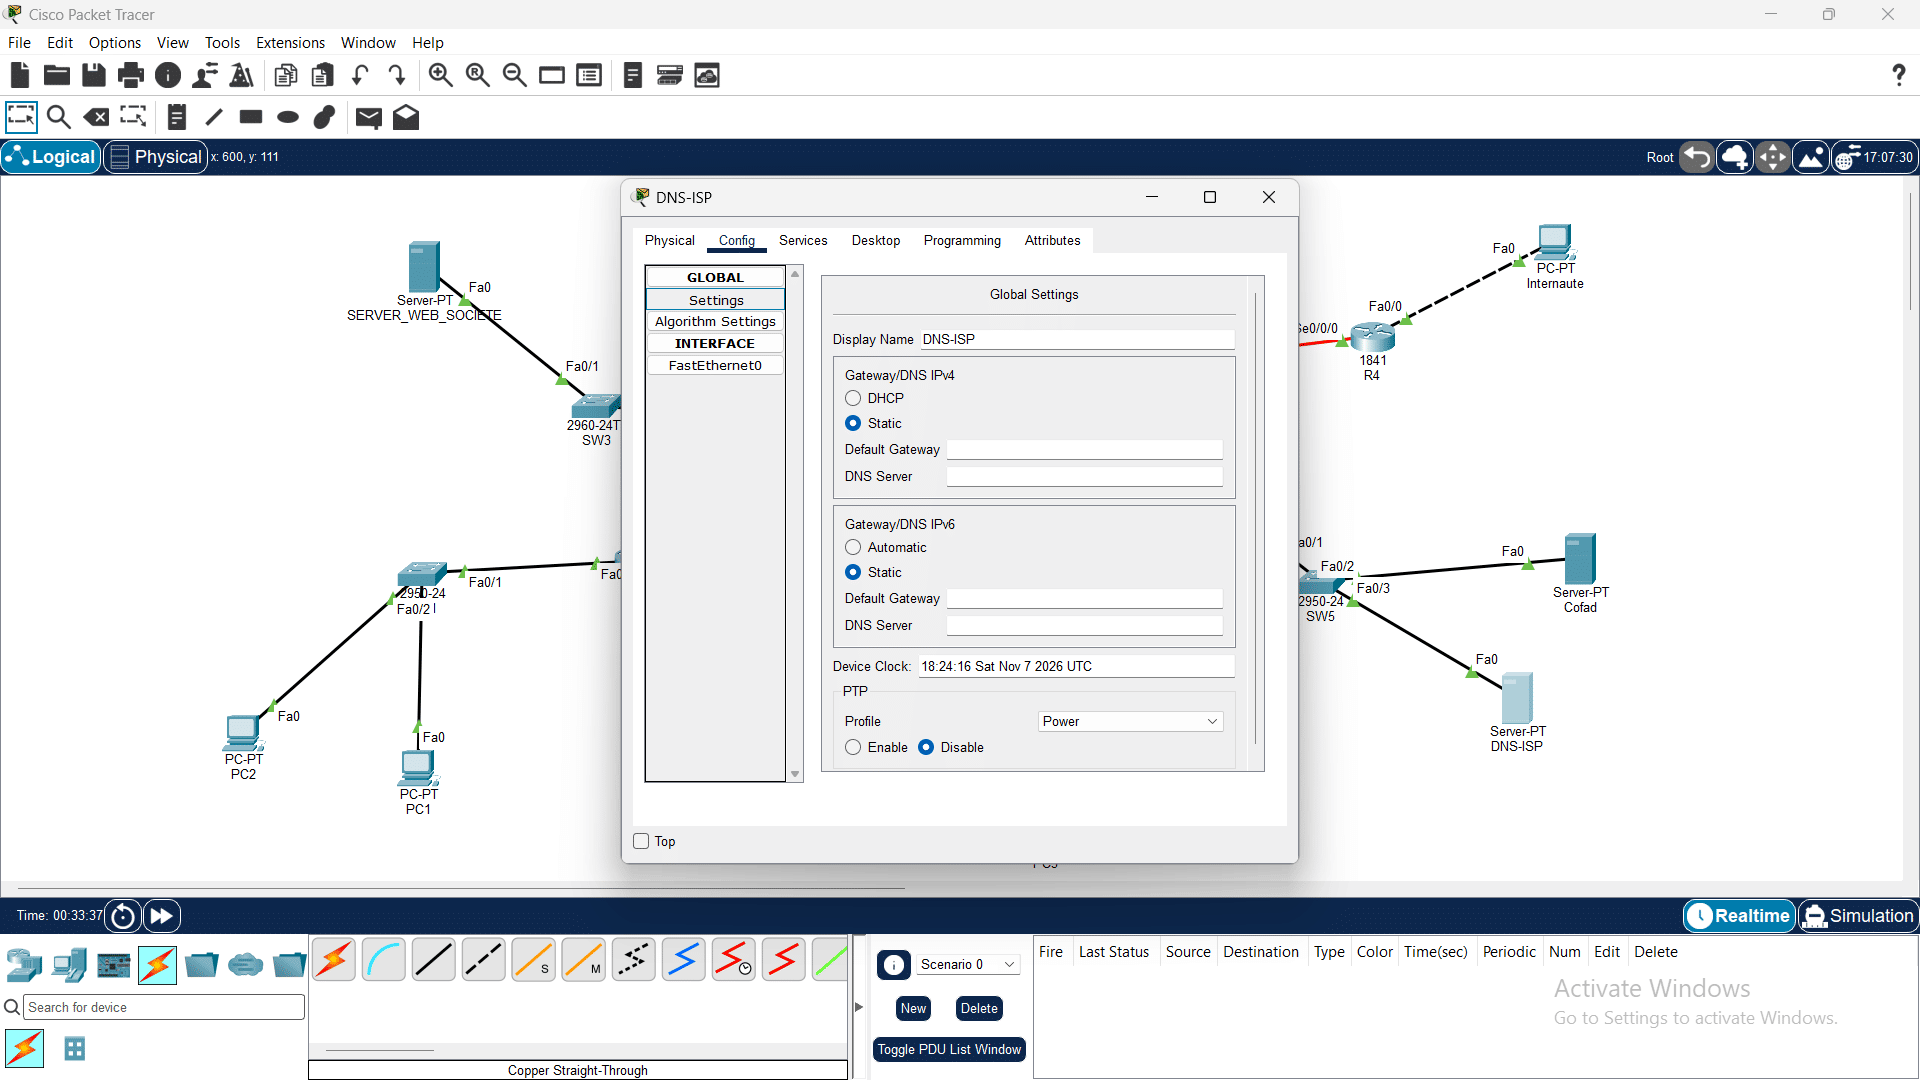 Cisco Packet Tracer
File Edit Options View Tools Extensions Window Help
Logical Physical x: 600, y: 111 Root 17:07:30
DNS-ISP
Physical Config Services Desktop Programming Attributes
GLOBAL
Settings
Algorithm Settings
INTERFACE
FastEthernet0
Global Settings
Display Name DNS-ISP
Gateway/DNS IPv4
DHCP
Static
Default Gateway
DNS Server
Gateway/DNS IPv6
Automatic
Static
Default Gateway
DNS Server
Device Clock: 18:24:16 Sat Nov 7 2026 UTC
PTP
Profile Power
Enable Disable
Top
Fa0
Server-PT
SERVER_WEB_SOCIETE
Fa0/1
2960-24T
SW3
2950-24
Fa0/1
Fa0/2
Fa0
PC-PT
PC2
Fa0
PC-PT
PC1
Fa0
PC-PT
Internaute
Fa0/0
Se0/0/0
1841
R4
a0/1
Fa0/2
Fa0/3
2950-24
SW5
Fa0
Server-PT
Cofad
Fa0
Server-PT
DNS-ISP
Time: 00:33:37 Realtime Simulation
Search for device
S
M
Copper Straight-Through
Scenario 0
New Delete
Toggle PDU List Window
Fire Last Status Source Destination Type Color Time(sec) Periodic Num Edit Delete
Activate Windows
Go to Settings to activate Windows.